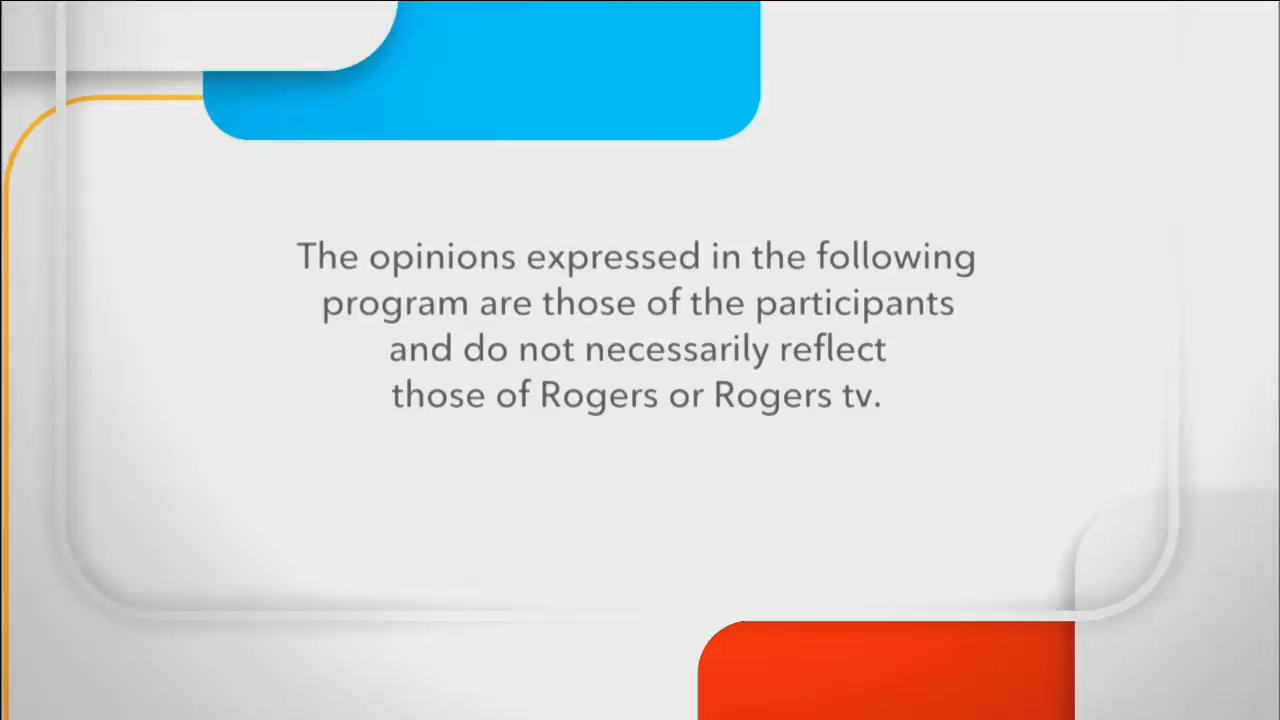 The opinions expressed in the following
program are those of the participants
and do not necessarily reflect
those of Rogers or Rogers tv.